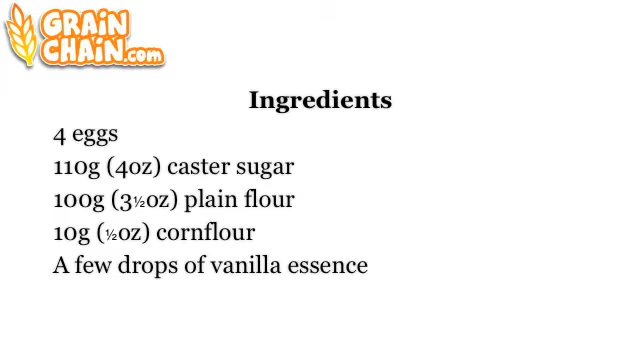 GRAIN
CHAIN.com
Ingredients
4 eggs
110g (4oz) caster sugar
100g (3½oz) plain flour
10g (½oz) cornflour
A few drops of vanilla essence